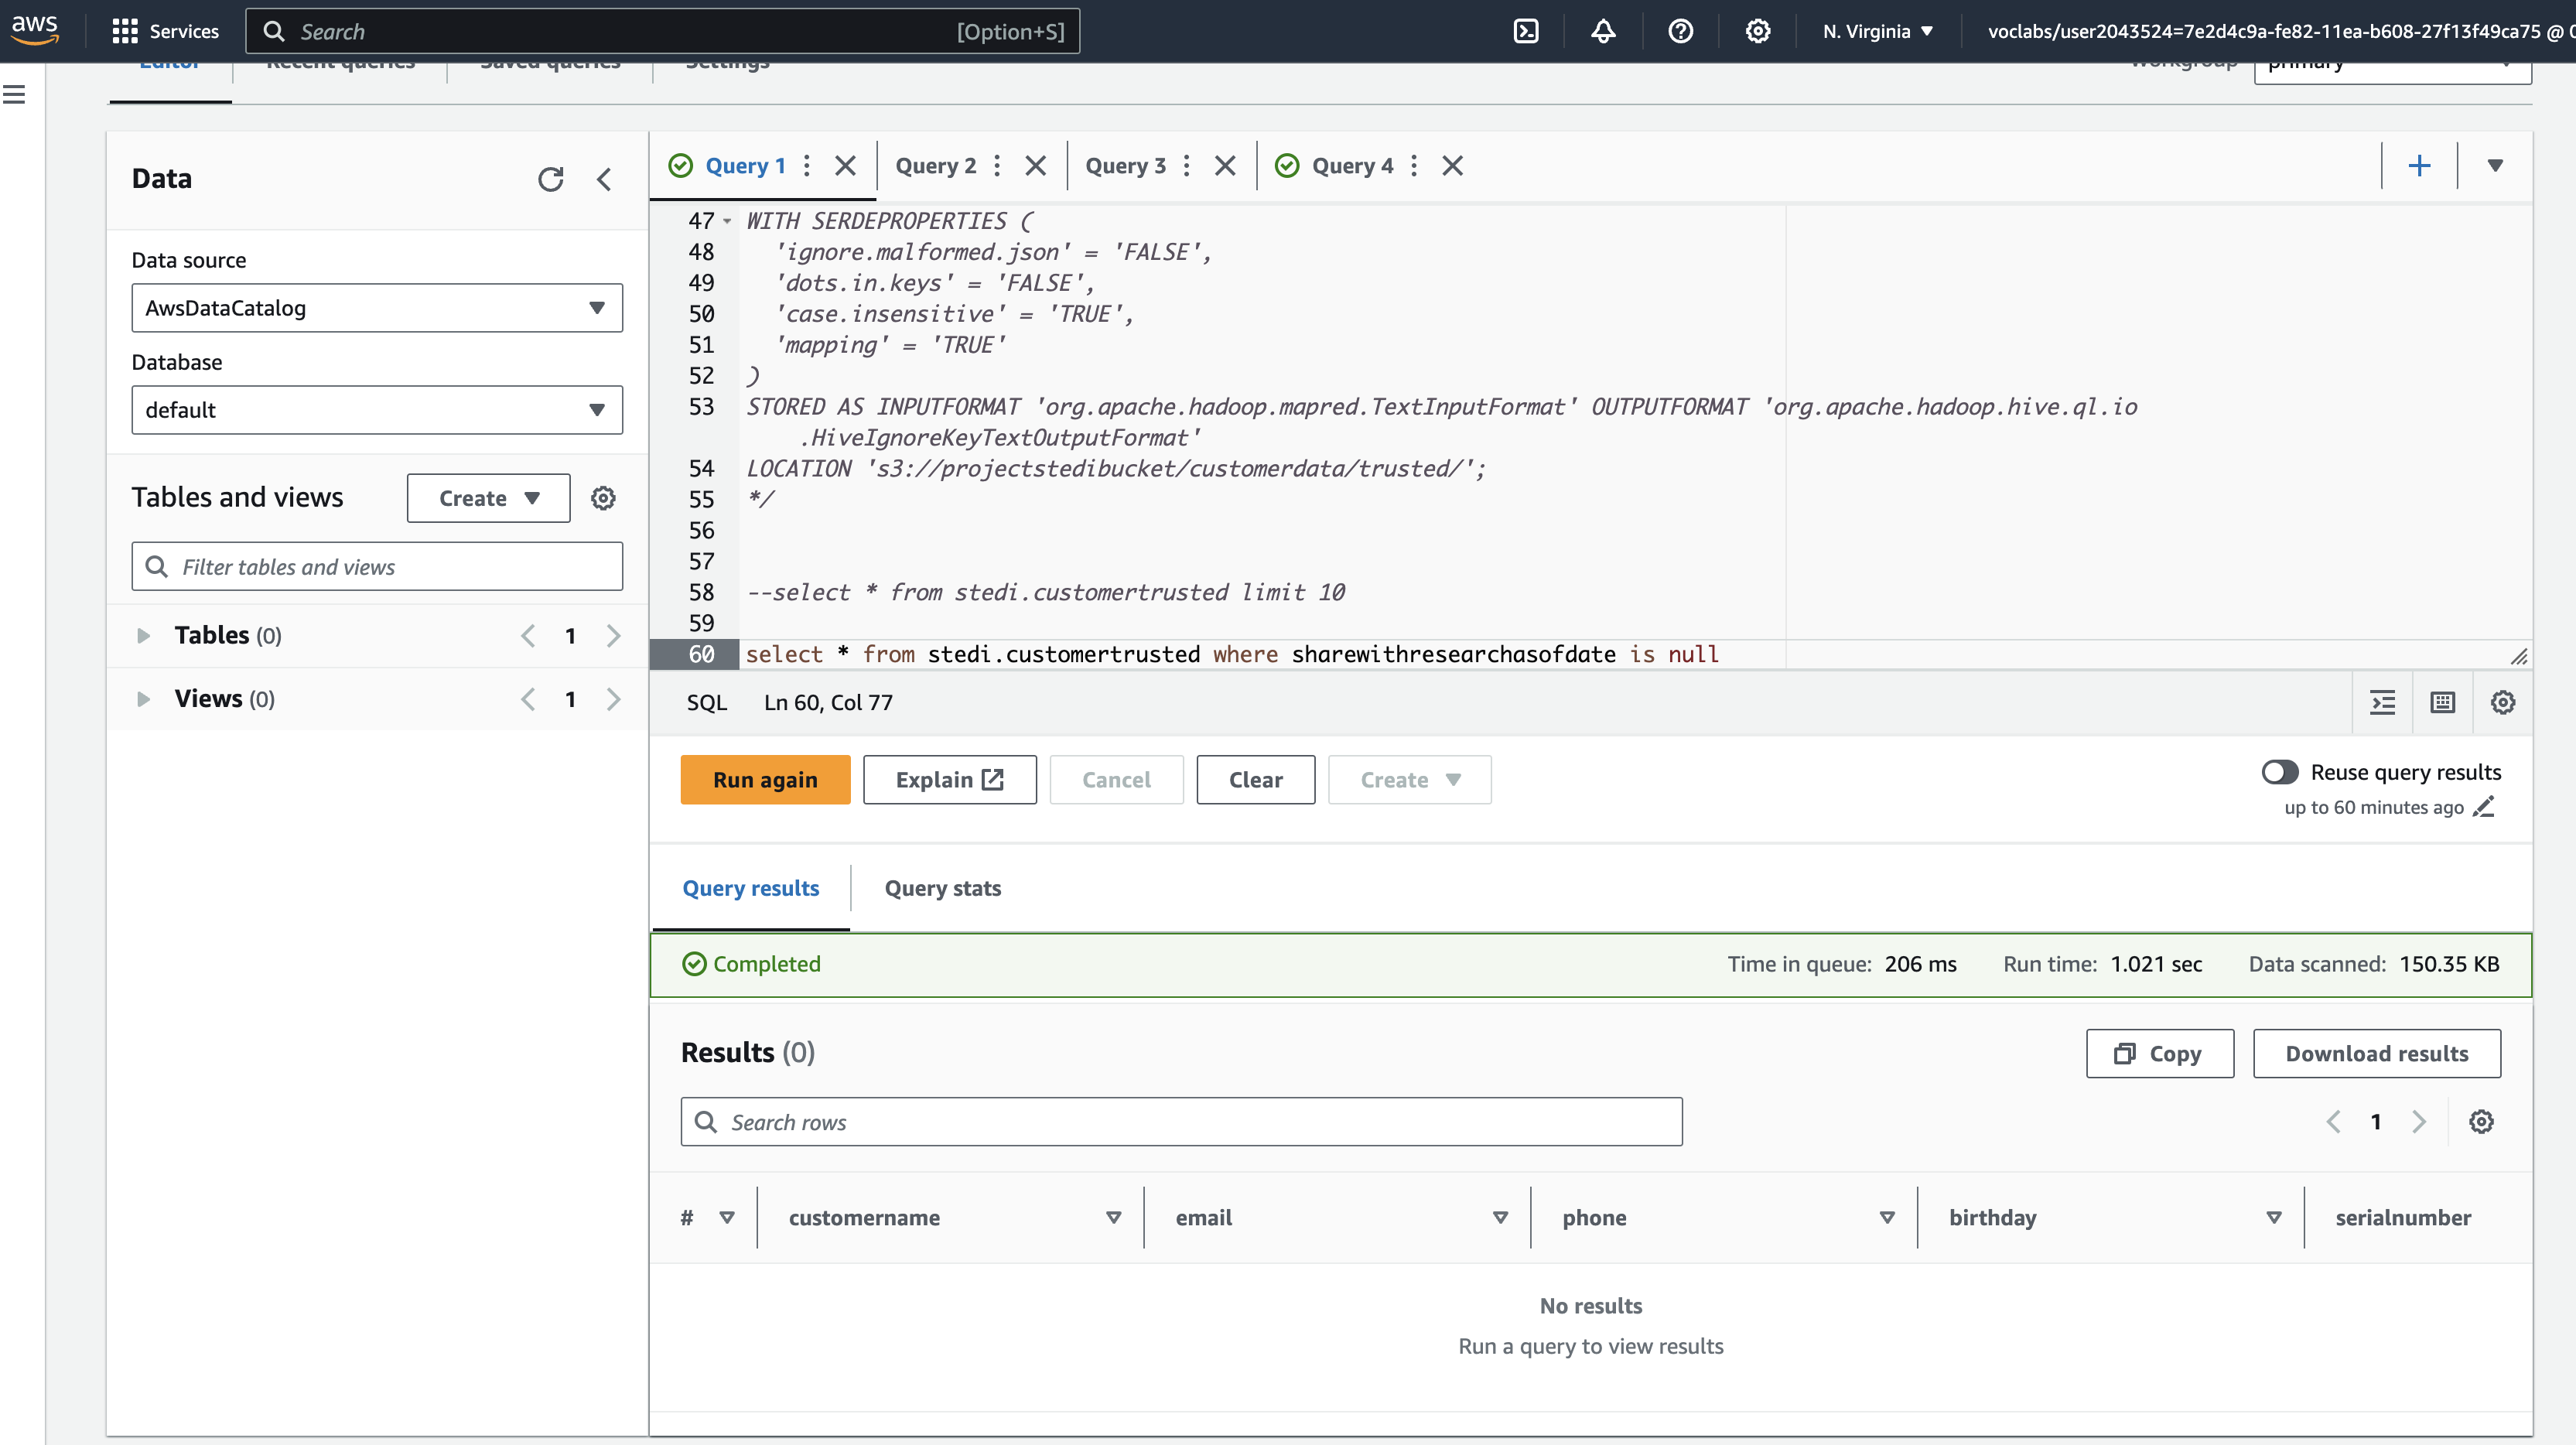 aws
Services
Search
[Option+S]
N. Virginia
voclabs/user2043524=7e2d4c9a-fe82-11ea-b608-27f13f49ca75 @
Editor
Recent queries
Saved queries
Settings
Workgroup
primary
Data
Data source
AwsDataCatalog
Database
default
Tables and views
Create
Filter tables and views
Tables (0)
1
Views (0)
1
Query 1
Query 2
Query 3
Query 4
47 WITH SERDEPROPERTIES (
48 'ignore.malformed.json' = 'FALSE',
49 'dots.in.keys' = 'FALSE',
50 'case.insensitive' = 'TRUE',
51 'mapping' = 'TRUE'
52 )
53 STORED AS INPUTFORMAT 'org.apache.hadoop.mapred.TextInputFormat' OUTPUTFORMAT 'org.apache.hadoop.hive.ql.io
.HiveIgnoreKeyTextOutputFormat'
54 LOCATION 's3://projectstedibucket/customerdata/trusted/';
55 */
56
57
58 --select * from stedi.customertrusted limit 10
59
60 select * from stedi.customertrusted where sharewithresearchasofdate is null
SQL Ln 60, Col 77
Run again
Explain
Cancel
Clear
Create
Reuse query results
up to 60 minutes ago
Query results
Query stats
Completed
Time in queue: 206 ms
Run time: 1.021 sec
Data scanned: 150.35 KB
Results (0)
Copy
Download results
Search rows
1
#
customername
email
phone
birthday
serialnumber
No results
Run a query to view results